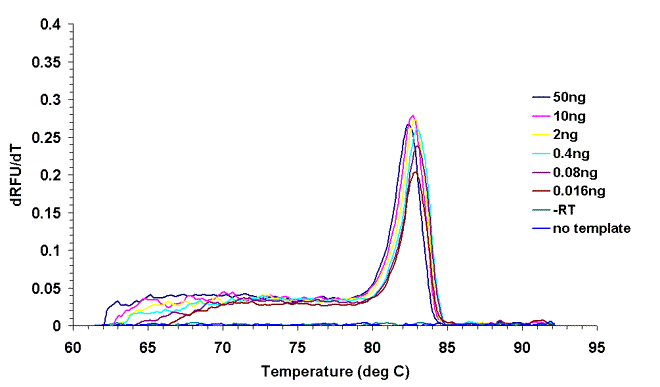 0.4
0.35
0.3
0.25
0.2
0.15
0.1
0.05
0
dRFU/dT
60 65 70 75 80 85 90 95
Temperature (deg C)
50ng
10ng
2ng
0.4ng
0.08ng
0.016ng
-RT
no template